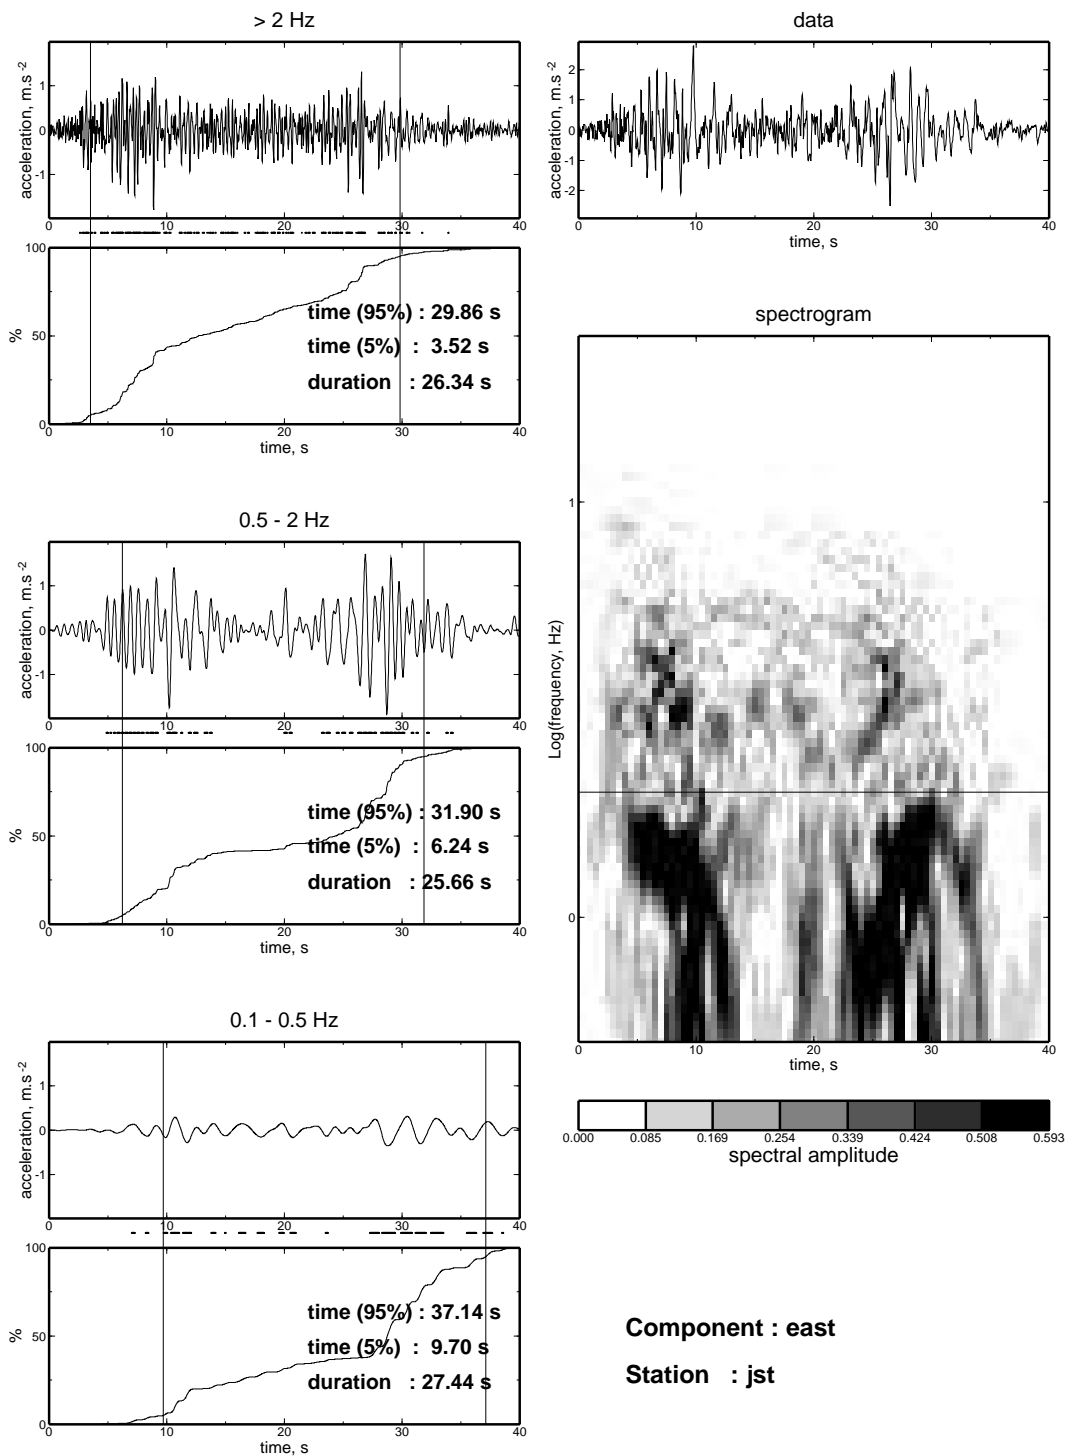 > 2 Hz
acceleration, m.s-2
1
0
-1
0 10 20 30 40
100
50
0
%
time (95%) : 29.86 s
time (5%) : 3.52 s
duration : 26.34 s
0 10 20 30 40
time, s
0.5 - 2 Hz
acceleration, m.s-2
1
0
-1
0 10 20 30 40
100
50
0
%
time (95%) : 31.90 s
time (5%) : 6.24 s
duration : 25.66 s
0 10 20 30 40
time, s
0.1 - 0.5 Hz
acceleration, m.s-2
1
0
-1
0 10 20 30 40
100
50
0
%
time (95%) : 37.14 s
time (5%) : 9.70 s
duration : 27.44 s
0 10 20 30 40
time, s
data
acceleration, m.s-2
2
1
0
-1
-2
0 10 20 30 40
time, s
spectrogram
Log(frequency, Hz)
1
0
0 10 20 30 40
time, s
0.000 0.085 0.169 0.254 0.339 0.424 0.508 0.593
spectral amplitude
Component : east
Station : jst